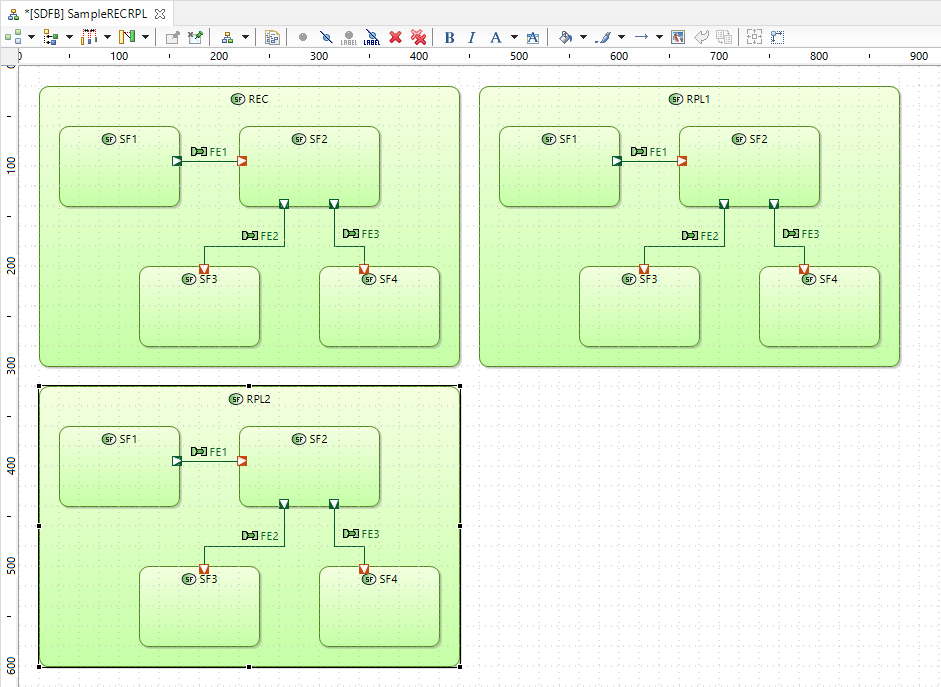 *[SDFB] SampleRECRPL
LABEL LABEL B I A A
0 100 200 300 400 500 600 700 800 900
0
100
200
300
400
500
600
SF REC
SF SF1
FE1
SF SF2
FE2
FE3
SF SF3
SF SF4
SF RPL1
SF SF1
FE1
SF SF2
FE2
FE3
SF SF3
SF SF4
SF RPL2
SF SF1
FE1
SF SF2
FE2
FE3
SF SF3
SF SF4